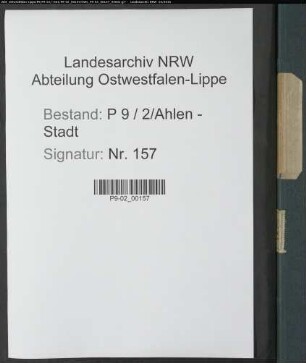 Landesarchiv NRW
Abteilung Ostwestfalen-Lippe
Bestand: P 9 / 2/Ahlen -
Stadt
Signatur: Nr. 157
P9-02_00157